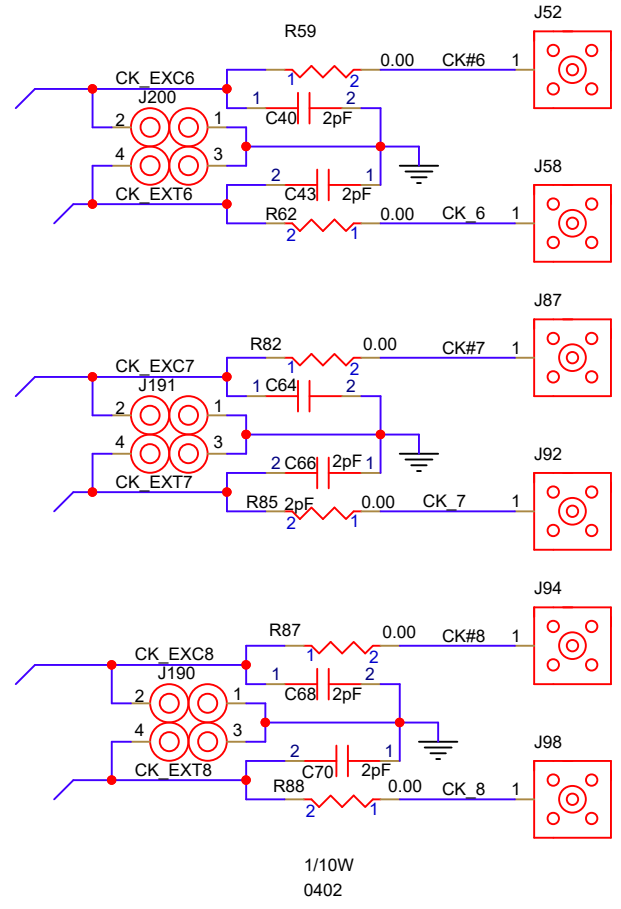 J52
R59
0.00 CK#6 1
CK_EXC6
1 2
J200
1 2
C40 2pF
2 1
4 3
2 1
C43 2pF
CK_EXT6
J58
R62 0.00 CK_6 1
2 1
J87
R82 0.00 CK#7 1
1 2
CK_EXC7
J191
1 C64 2
2 1
4 3
2 C66 2pF 1
J92
CK_EXT7
R85 2pF 0.00 CK_7 1
2 1
J94
R87 0.00 CK#8 1
1 2
CK_EXC8
J190
1 2
C68 2pF
2 1
4 3
2 1
J98
CK_EXT8
C70 2pF
R88 0.00 CK_8 1
2 1
1/10W
0402